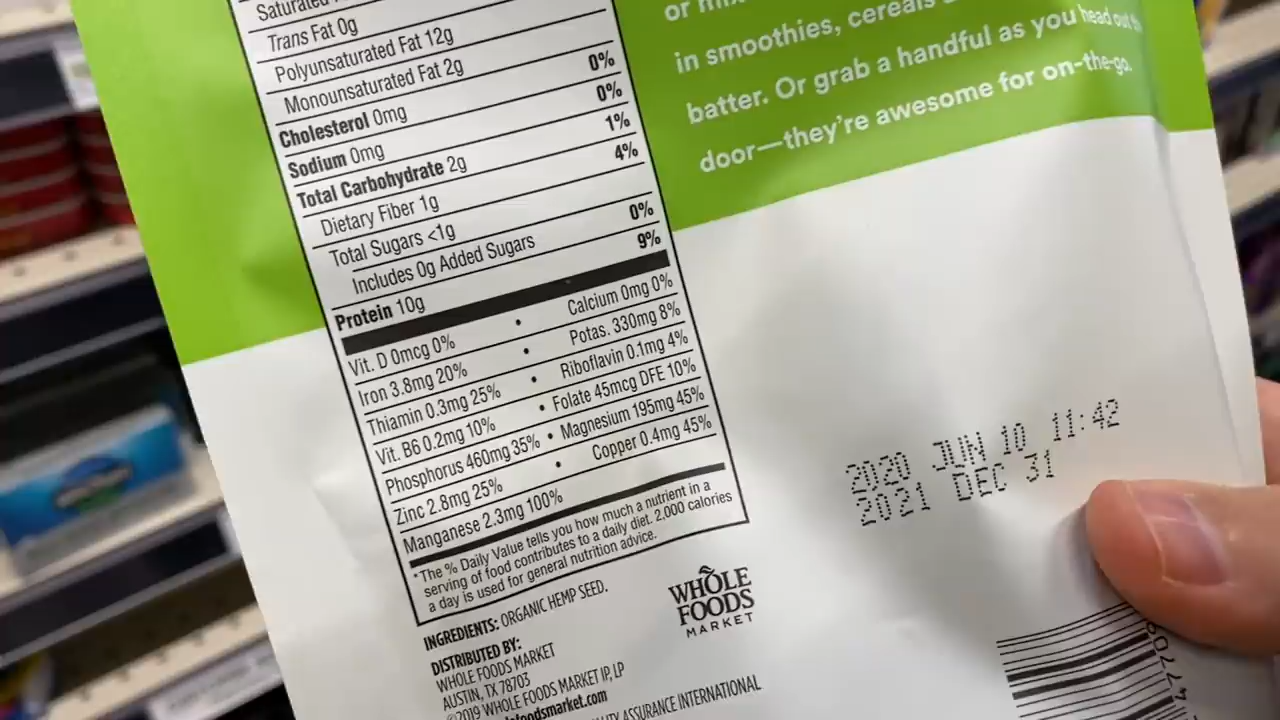 Saturated
Trans Fat 0g
Polyunsaturated Fat 12g
Monounsaturated Fat 2g
Cholesterol 0mg 0%
Sodium 0mg 0%
Total Carbohydrate 2g 1%
Dietary Fiber 1g 4%
Total Sugars <1g
Includes 0g Added Sugars 0%
Protein 10g 9%
Vit. D 0mcg 0% • Calcium 0mg 0%
Iron 3.8mg 20% • Potas. 330mg 8%
Thiamin 0.3mg 25% • Riboflavin 0.1mg 4%
Vit. B6 0.2mg 10% • Folate 45mcg DFE 10%
Phosphorus 460mg 35% • Magnesium 195mg 45%
Zinc 2.8mg 25% • Copper 0.4mg 45%
Manganese 2.3mg 100%
*The % Daily Value tells you how much a nutrient in a
serving of food contributes to a daily diet. 2,000 calories
a day is used for general nutrition advice.
INGREDIENTS: ORGANIC HEMP SEED.
DISTRIBUTED BY:
WHOLE FOODS MARKET
AUSTIN, TX 78703
©2019 WHOLE FOODS MARKET IP, LP
foodsmarket.com
ASSURANCE INTERNATIONAL
WHOLE
FOODS
MARKET
or
in smoothies, cereals
batter. Or grab a handful as you head out
door—they're awesome for on-the-go.
2020 JUN 10 11:42
2021 DEC 31